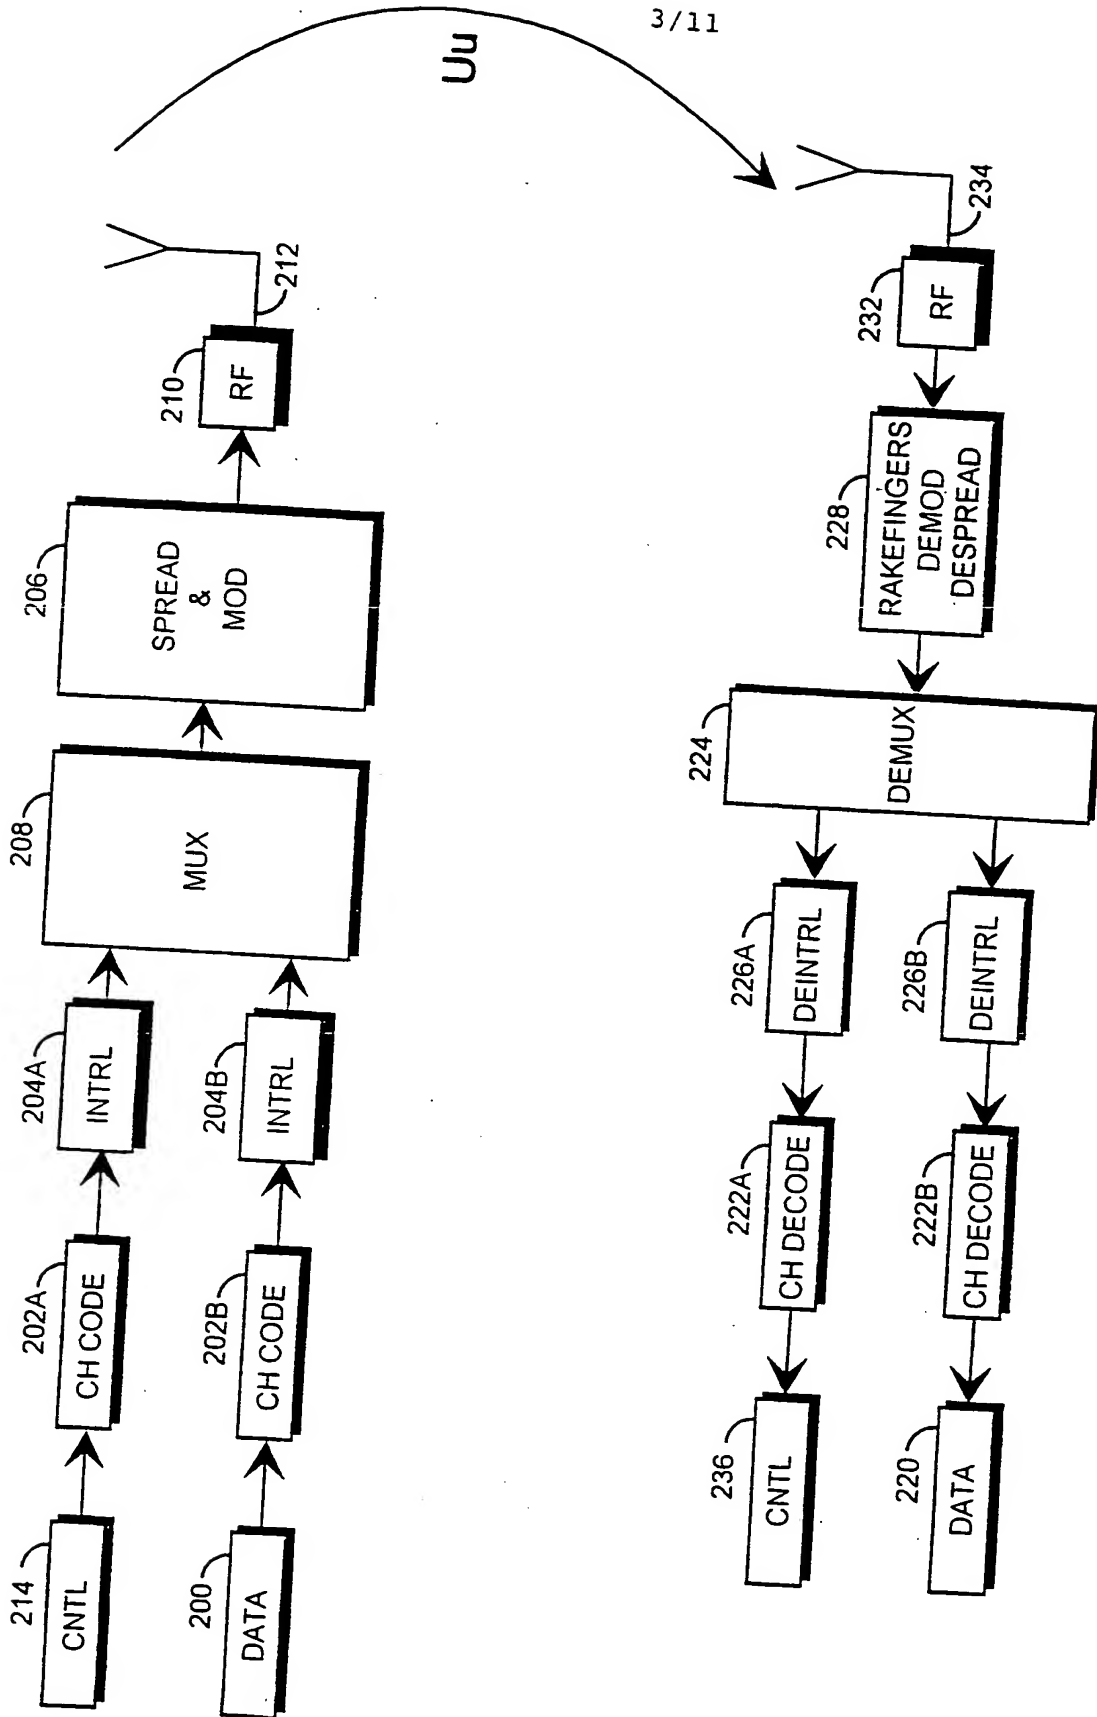 3/11
Uu
214
CNTL
202A
CH CODE
204A
INTRL
200
DATA
202B
CH CODE
204B
INTRL
208
MUX
206
SPREAD
&
MOD
210
RF
212
236
CNTL
222A
CH DECODE
226A
DEINTRL
220
DATA
222B
CH DECODE
226B
DEINTRL
224
DEMUX
228
RAKEFINGERS
DEMOD
DESPREAD
232
RF
234